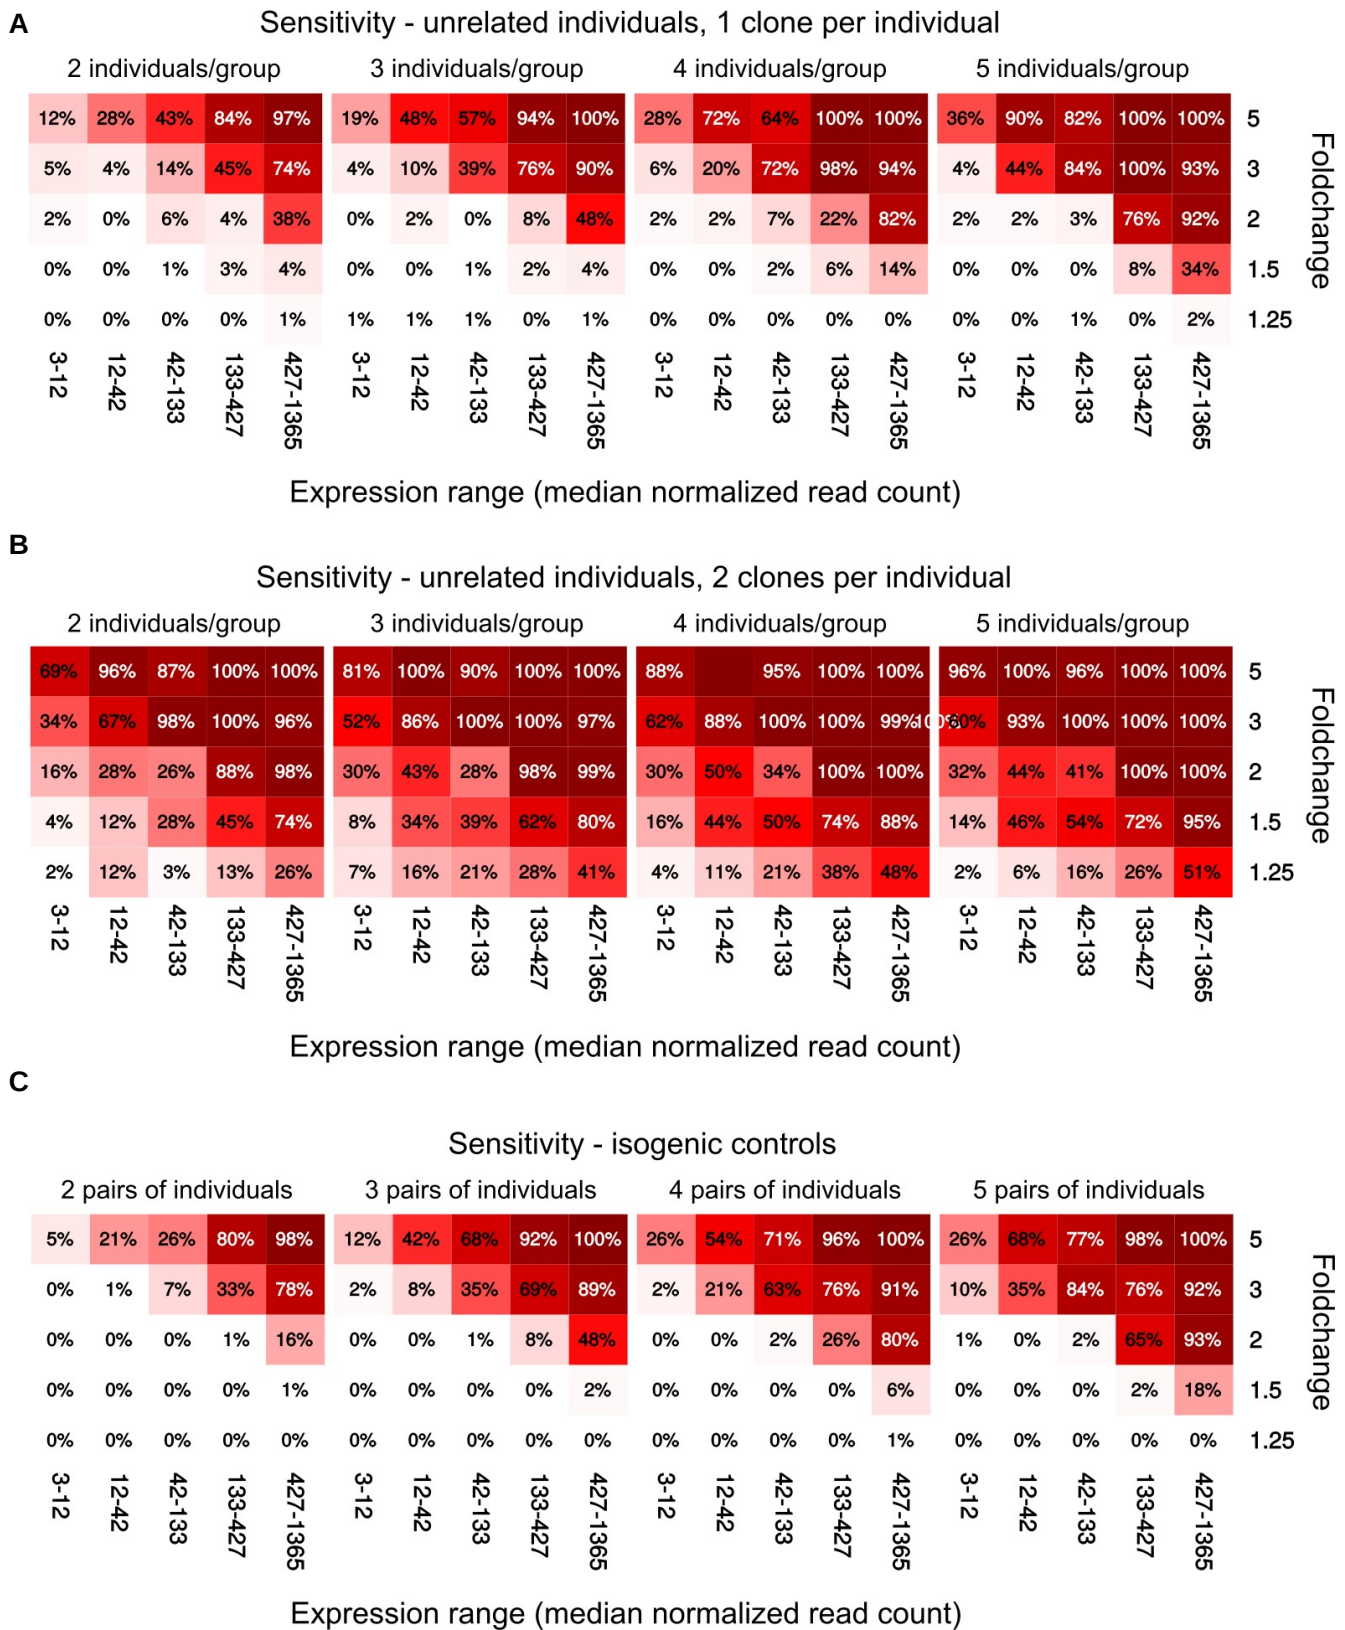 A
Sensitivity - unrelated individuals, 1 clone per individual
2 individuals/group 3 individuals/group 4 individuals/group 5 individuals/group
12% 28% 43% 84% 97% 19% 48% 57% 94% 100% 28% 72% 64% 100% 100% 36% 90% 82% 100% 100% 5
5% 4% 14% 45% 74% 4% 10% 39% 76% 90% 6% 20% 72% 98% 94% 4% 44% 84% 100% 93% 3
2% 0% 6% 4% 38% 0% 2% 0% 8% 48% 2% 2% 7% 22% 82% 2% 2% 3% 76% 92% 2
0% 0% 1% 3% 4% 0% 0% 1% 2% 4% 0% 0% 2% 6% 14% 0% 0% 0% 8% 34% 1.5
0% 0% 0% 0% 1% 1% 1% 1% 0% 1% 0% 0% 0% 0% 0% 0% 0% 1% 0% 2% 1.25
Foldchange
3-12 12-42 42-133 133-427 427-1365 3-12 12-42 42-133 133-427 427-1365 3-12 12-42 42-133 133-427 427-1365 3-12 12-42 42-133 133-427 427-1365
Expression range (median normalized read count)
B
Sensitivity - unrelated individuals, 2 clones per individual
2 individuals/group 3 individuals/group 4 individuals/group 5 individuals/group
69% 96% 87% 100% 100% 81% 100% 90% 100% 100% 88% 95% 100% 100% 96% 100% 96% 100% 100% 5
34% 67% 98% 100% 96% 52% 86% 100% 100% 97% 62% 88% 100% 100% 99% 100% 60% 93% 100% 100% 100% 3
16% 28% 26% 88% 98% 30% 43% 28% 98% 99% 30% 50% 34% 100% 100% 32% 44% 41% 100% 100% 2
4% 12% 28% 45% 74% 8% 34% 39% 62% 80% 16% 44% 50% 74% 88% 14% 46% 54% 72% 95% 1.5
2% 12% 3% 13% 26% 7% 16% 21% 28% 41% 4% 11% 21% 38% 48% 2% 6% 16% 26% 51% 1.25
Foldchange
3-12 12-42 42-133 133-427 427-1365 3-12 12-42 42-133 133-427 427-1365 3-12 12-42 42-133 133-427 427-1365 3-12 12-42 42-133 133-427 427-1365
Expression range (median normalized read count)
C
Sensitivity - isogenic controls
2 pairs of individuals 3 pairs of individuals 4 pairs of individuals 5 pairs of individuals
5% 21% 26% 80% 98% 12% 42% 68% 92% 100% 26% 54% 71% 96% 100% 26% 68% 77% 98% 100% 5
0% 1% 7% 33% 78% 2% 8% 35% 69% 89% 2% 21% 63% 76% 91% 10% 35% 84% 76% 92% 3
0% 0% 0% 1% 16% 0% 0% 1% 8% 48% 0% 0% 2% 26% 80% 1% 0% 2% 65% 93% 2
0% 0% 0% 0% 1% 0% 0% 0% 0% 2% 0% 0% 0% 0% 6% 0% 0% 0% 2% 18% 1.5
0% 0% 0% 0% 0% 0% 0% 0% 0% 0% 0% 0% 0% 0% 1% 0% 0% 0% 0% 0% 1.25
Foldchange
3-12 12-42 42-133 133-427 427-1365 3-12 12-42 42-133 133-427 427-1365 3-12 12-42 42-133 133-427 427-1365 3-12 12-42 42-133 133-427 427-1365
Expression range (median normalized read count)